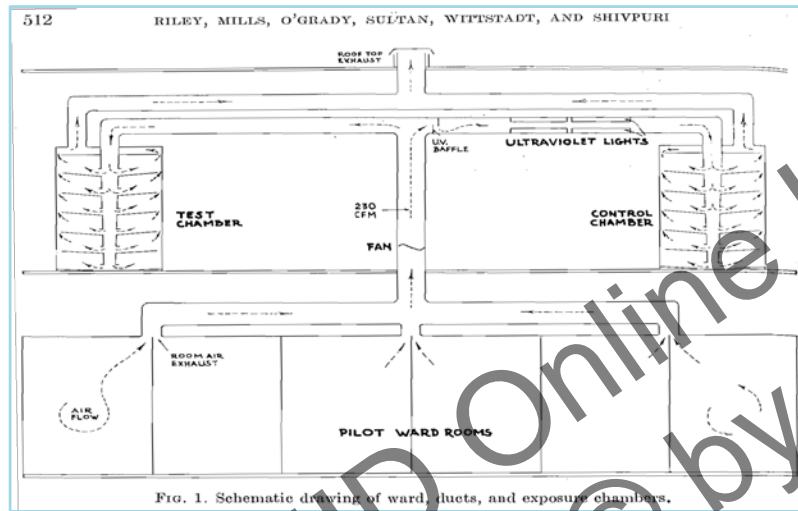 512 RILEY, MILLS, O'GRADY, SULTAN, WITTSTADT, AND SHIVPURI
ROOF TOP
EXHAUST
U.V.
BAFFLE
ULTRAVIOLET LIGHTS
TEST
CHAMBER
230
CFM
CONTROL
CHAMBER
FAN
ROOM AIR
EXHAUST
AIR
FLOW
PILOT WARD ROOMS
FIG. 1. Schematic drawing of ward, ducts, and exposure chambers.
Online
© by